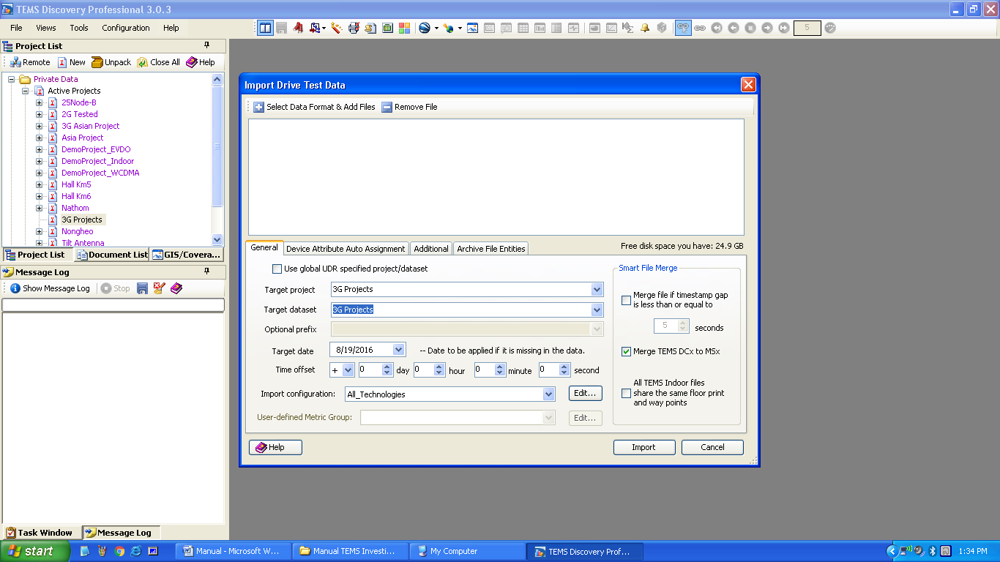 TEMS Discovery Professional 3.0.3
File Views Tools Configuration Help
5
Project List
Remote New Unpack Close All Help
Private Data
Active Projects
25Node-B
2G Tested
3G Asian Project
Asia Project
DemoProject_EVDO
DemoProject_Indoor
DemoProject_WCDMA
Hall Km5
Hall Km6
Nathom
3G Projects
Nongheo
Tilt Antenna
Project List Document List GIS/Covera...
Message Log
Show Message Log Stop
Task Window Message Log
Import Drive Test Data
Select Data Format & Add Files Remove File
General Device Attribute Auto Assignment Additional Archive File Entities Free disk space you have: 24.9 GB
Use global UDR specified project/dataset
Target project 3G Projects
Target dataset 3G Projects
Optional prefix
Target date 8/19/2016 -- Date to be applied if it is missing in the data.
Time offset + 0 day 0 hour 0 minute 0 second
Import configuration: All_Technologies Edit...
User-defined Metric Group: Edit...
Smart File Merge
Merge file if timestamp gap
is less than or equal to
5 seconds
Merge TEMS DCx to MSx
All TEMS Indoor files
share the same floor print
and way points
Help Import Cancel
start Manual - Microsoft W... Manual TEMS Investi... My Computer TEMS Discovery Prof... 1:34 PM